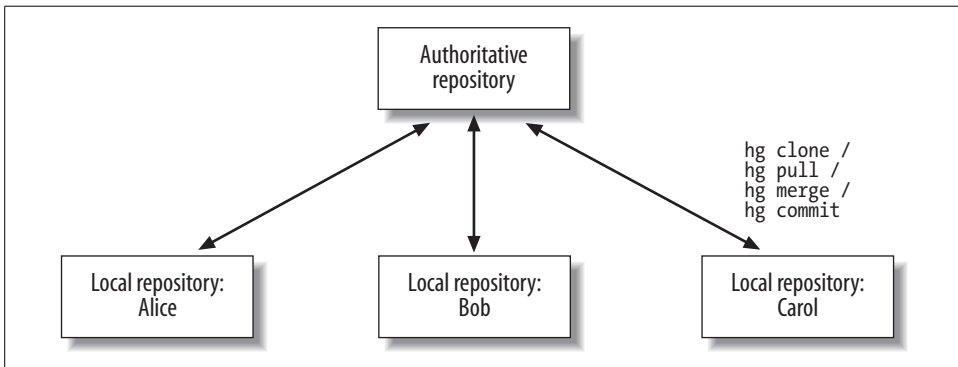 Authoritative
repository
hg clone /
hg pull /
hg merge /
hg commit
Local repository:
Alice
Local repository:
Bob
Local repository:
Carol